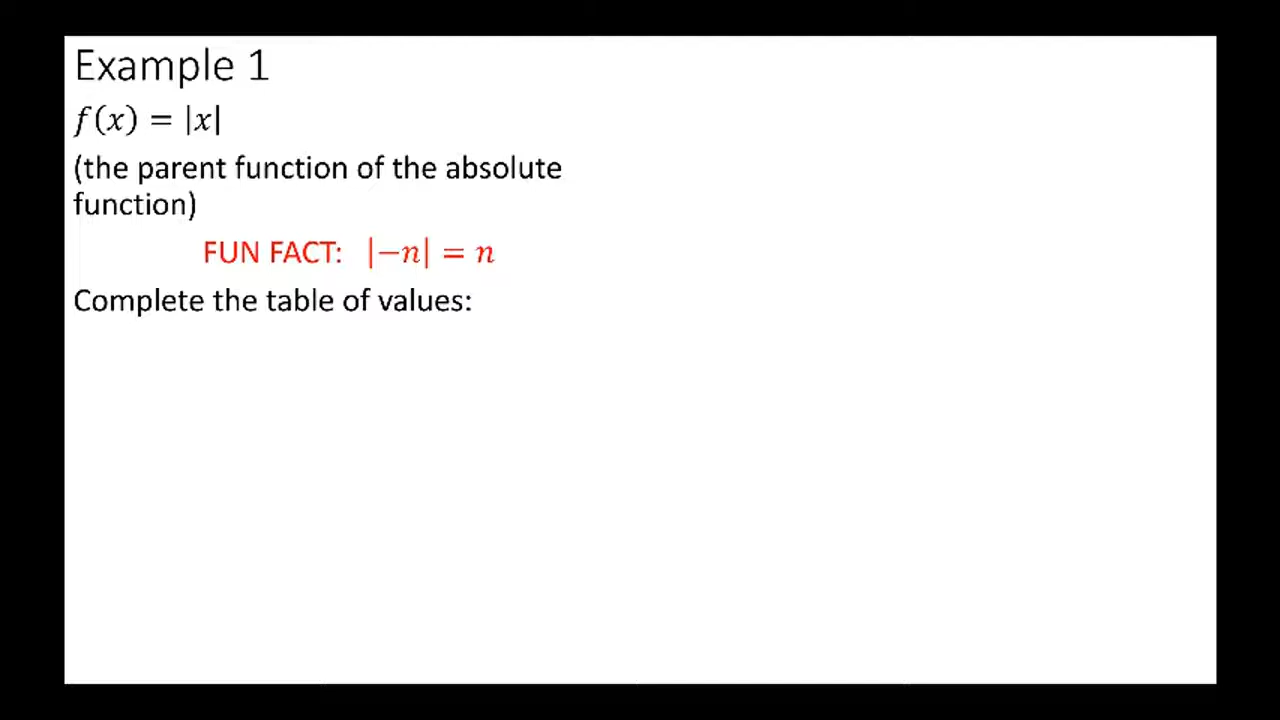 Example 1
f(x) = |x|
(the parent function of the absolute
function)
FUN FACT: |−n| = n
Complete the table of values: